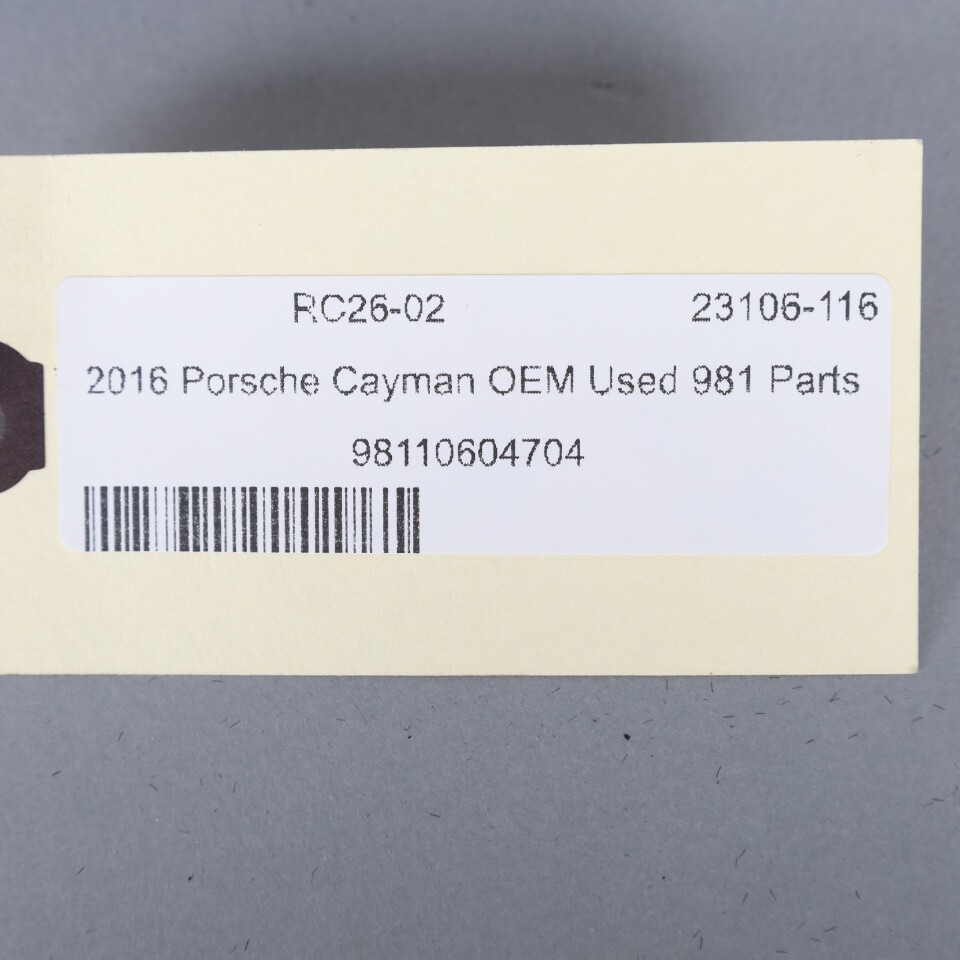 RC26-02 23106-116
2016 Porsche Cayman OEM Used 981 Parts
98110604704